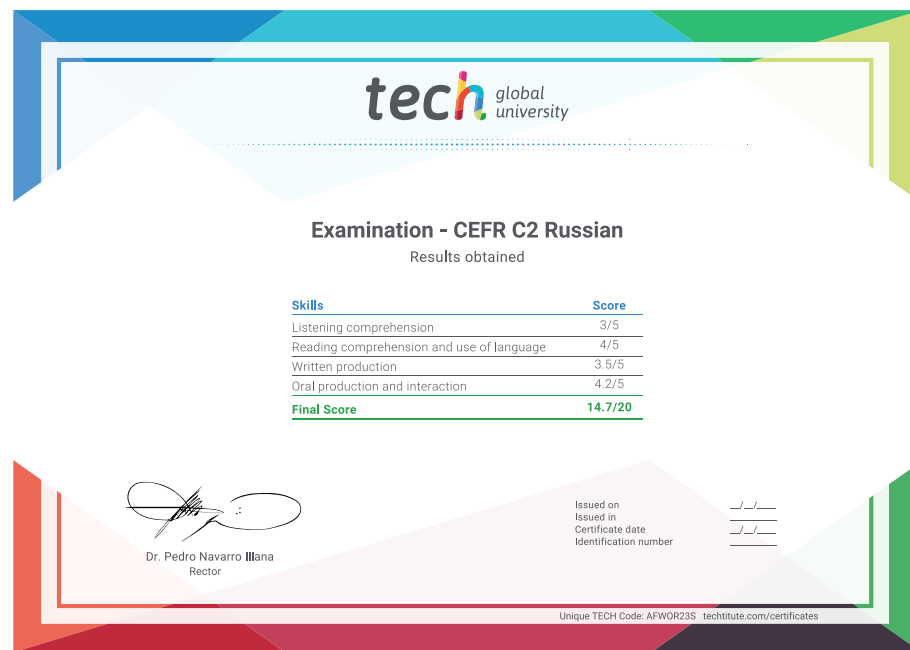 tech global university
Examination - CEFR C2 Russian
Results obtained
Skills Score
Listening comprehension 3/5
Reading comprehension and use of language 4/5
Written production 3.5/5
Oral production and interaction 4.2/5
Final Score 14.7/20
Dr. Pedro Navarro Illana
Rector
Issued on __/__/____
Issued in ________
Certificate date __/__/____
Identification number ________
Unique TECH Code: AFWOR23S techtitute.com/certificates